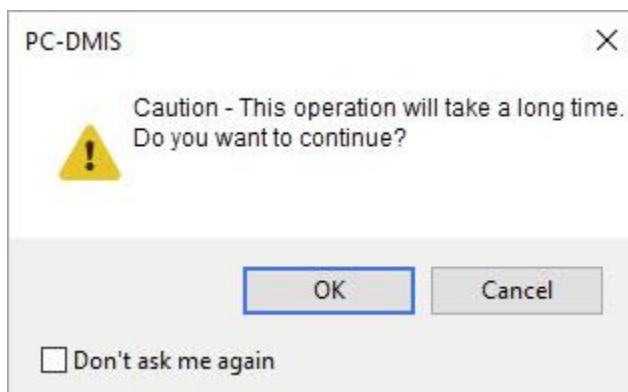 PC-DMIS
Caution - This operation will take a long time.
Do you want to continue?
OK
Cancel
Don't ask me again